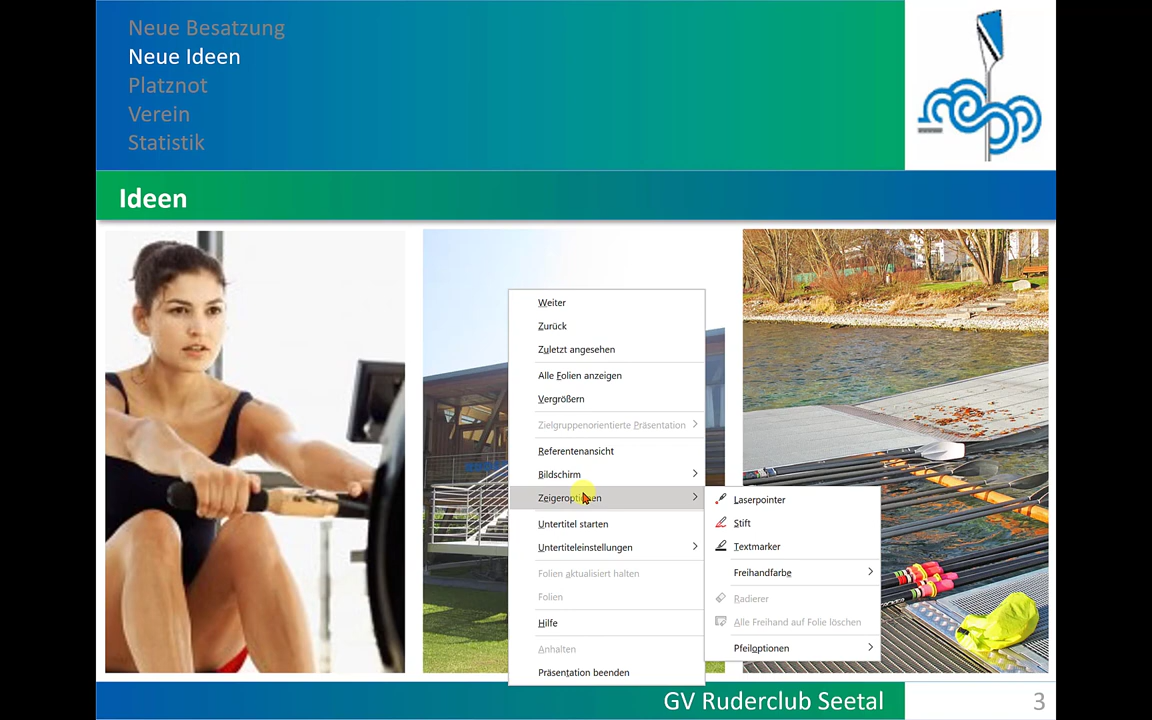 Neue Besatzung
Neue Ideen
Platznot
Verein
Statistik
Ideen
Weiter
Zurück
Zuletzt angesehen
Alle Folien anzeigen
Vergrößern
Zielgruppenorientierte Präsentation
Referentenansicht
Bildschirm
Zeigeroptionen
Untertitel starten
Untertiteleinstellungen
Folien aktualisiert halten
Folien
Hilfe
Anhalten
Präsentation beenden
Laserpointer
Stift
Textmarker
Freihandfarbe
Radierer
Alle Freihand auf Folie löschen
Pfeiloptionen
GV Ruderclub Seetal
3